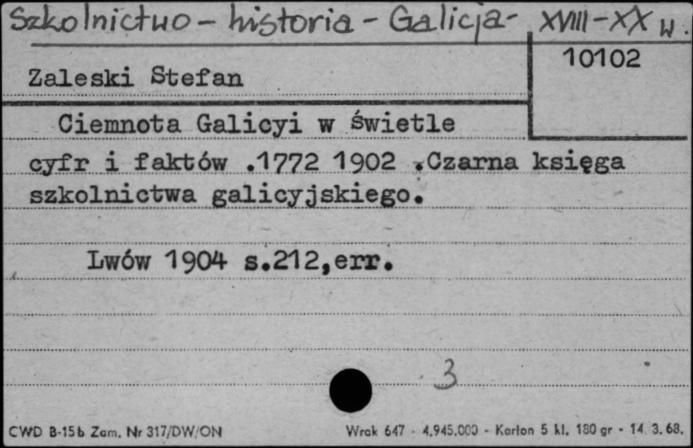 Szkolnictwo - historia - Galicja - XVIII-XX w.
10102
Zaleski Stefan
Ciemnota Galicyi w świetle
cyfr i faktów .1772 1902 .Czarna księga
szkolnictwa galicyjskiego.
Lwów 1904 s.212,err.
3
CWD B-15b Zam. Nr 317/DW/ON Wrak 647 - 4.945.000 - Karton 5 kl. 180 gr - 14. 3. 68.